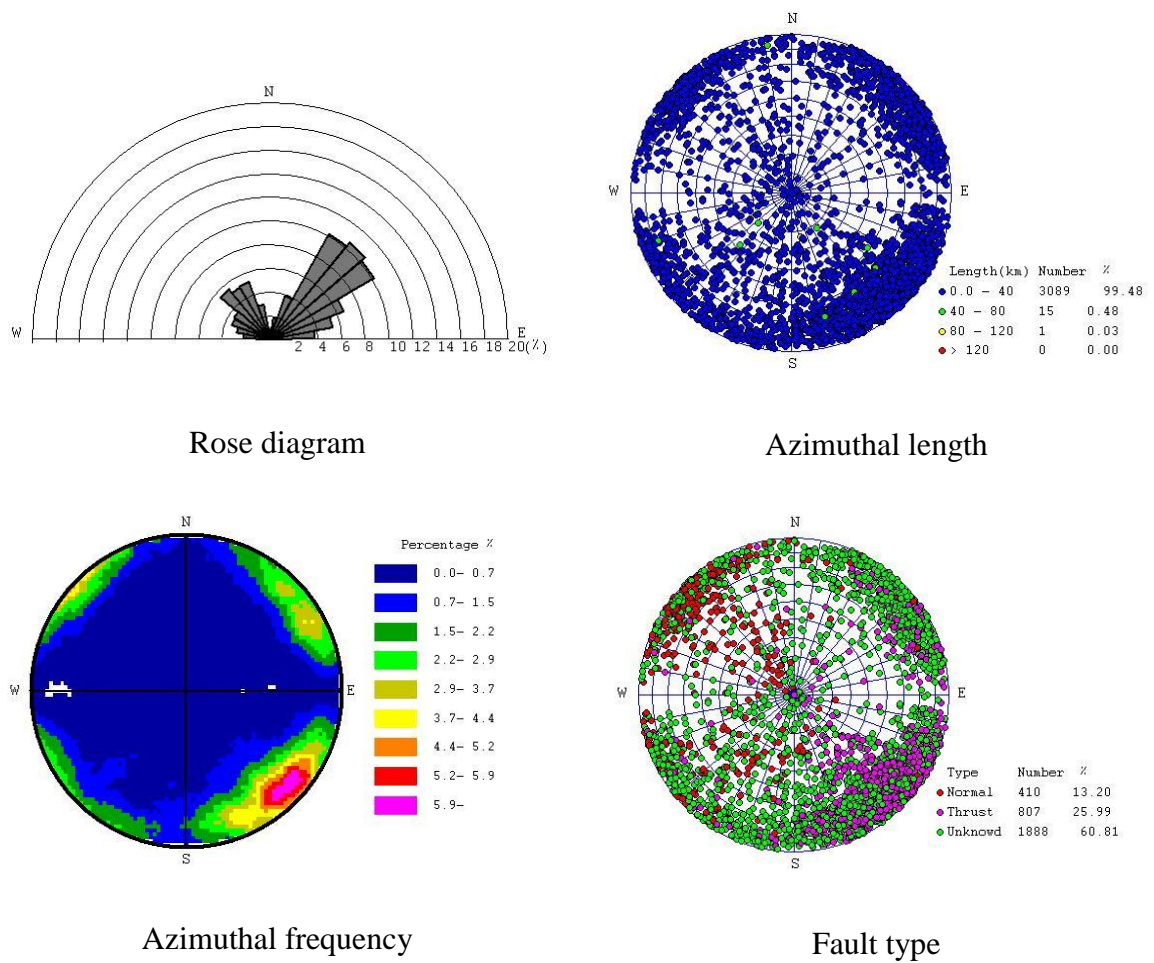 N
W
E
2 4 6 8 10 12 14 16 18 20(%)
Rose diagram
N
W
E
S
Length(km) Number %
0.0 - 40 3089 99.48
40 - 80 15 0.48
80 - 120 1 0.03
> 120 0 0.00
Azimuthal length
N
W
E
S
Percentage %
0.0- 0.7
0.7- 1.5
1.5- 2.2
2.2- 2.9
2.9- 3.7
3.7- 4.4
4.4- 5.2
5.2- 5.9
5.9-
Azimuthal frequency
N
W
E
S
Type Number %
Normal 410 13.20
Thrust 807 25.99
Unknowd 1888 60.81
Fault type